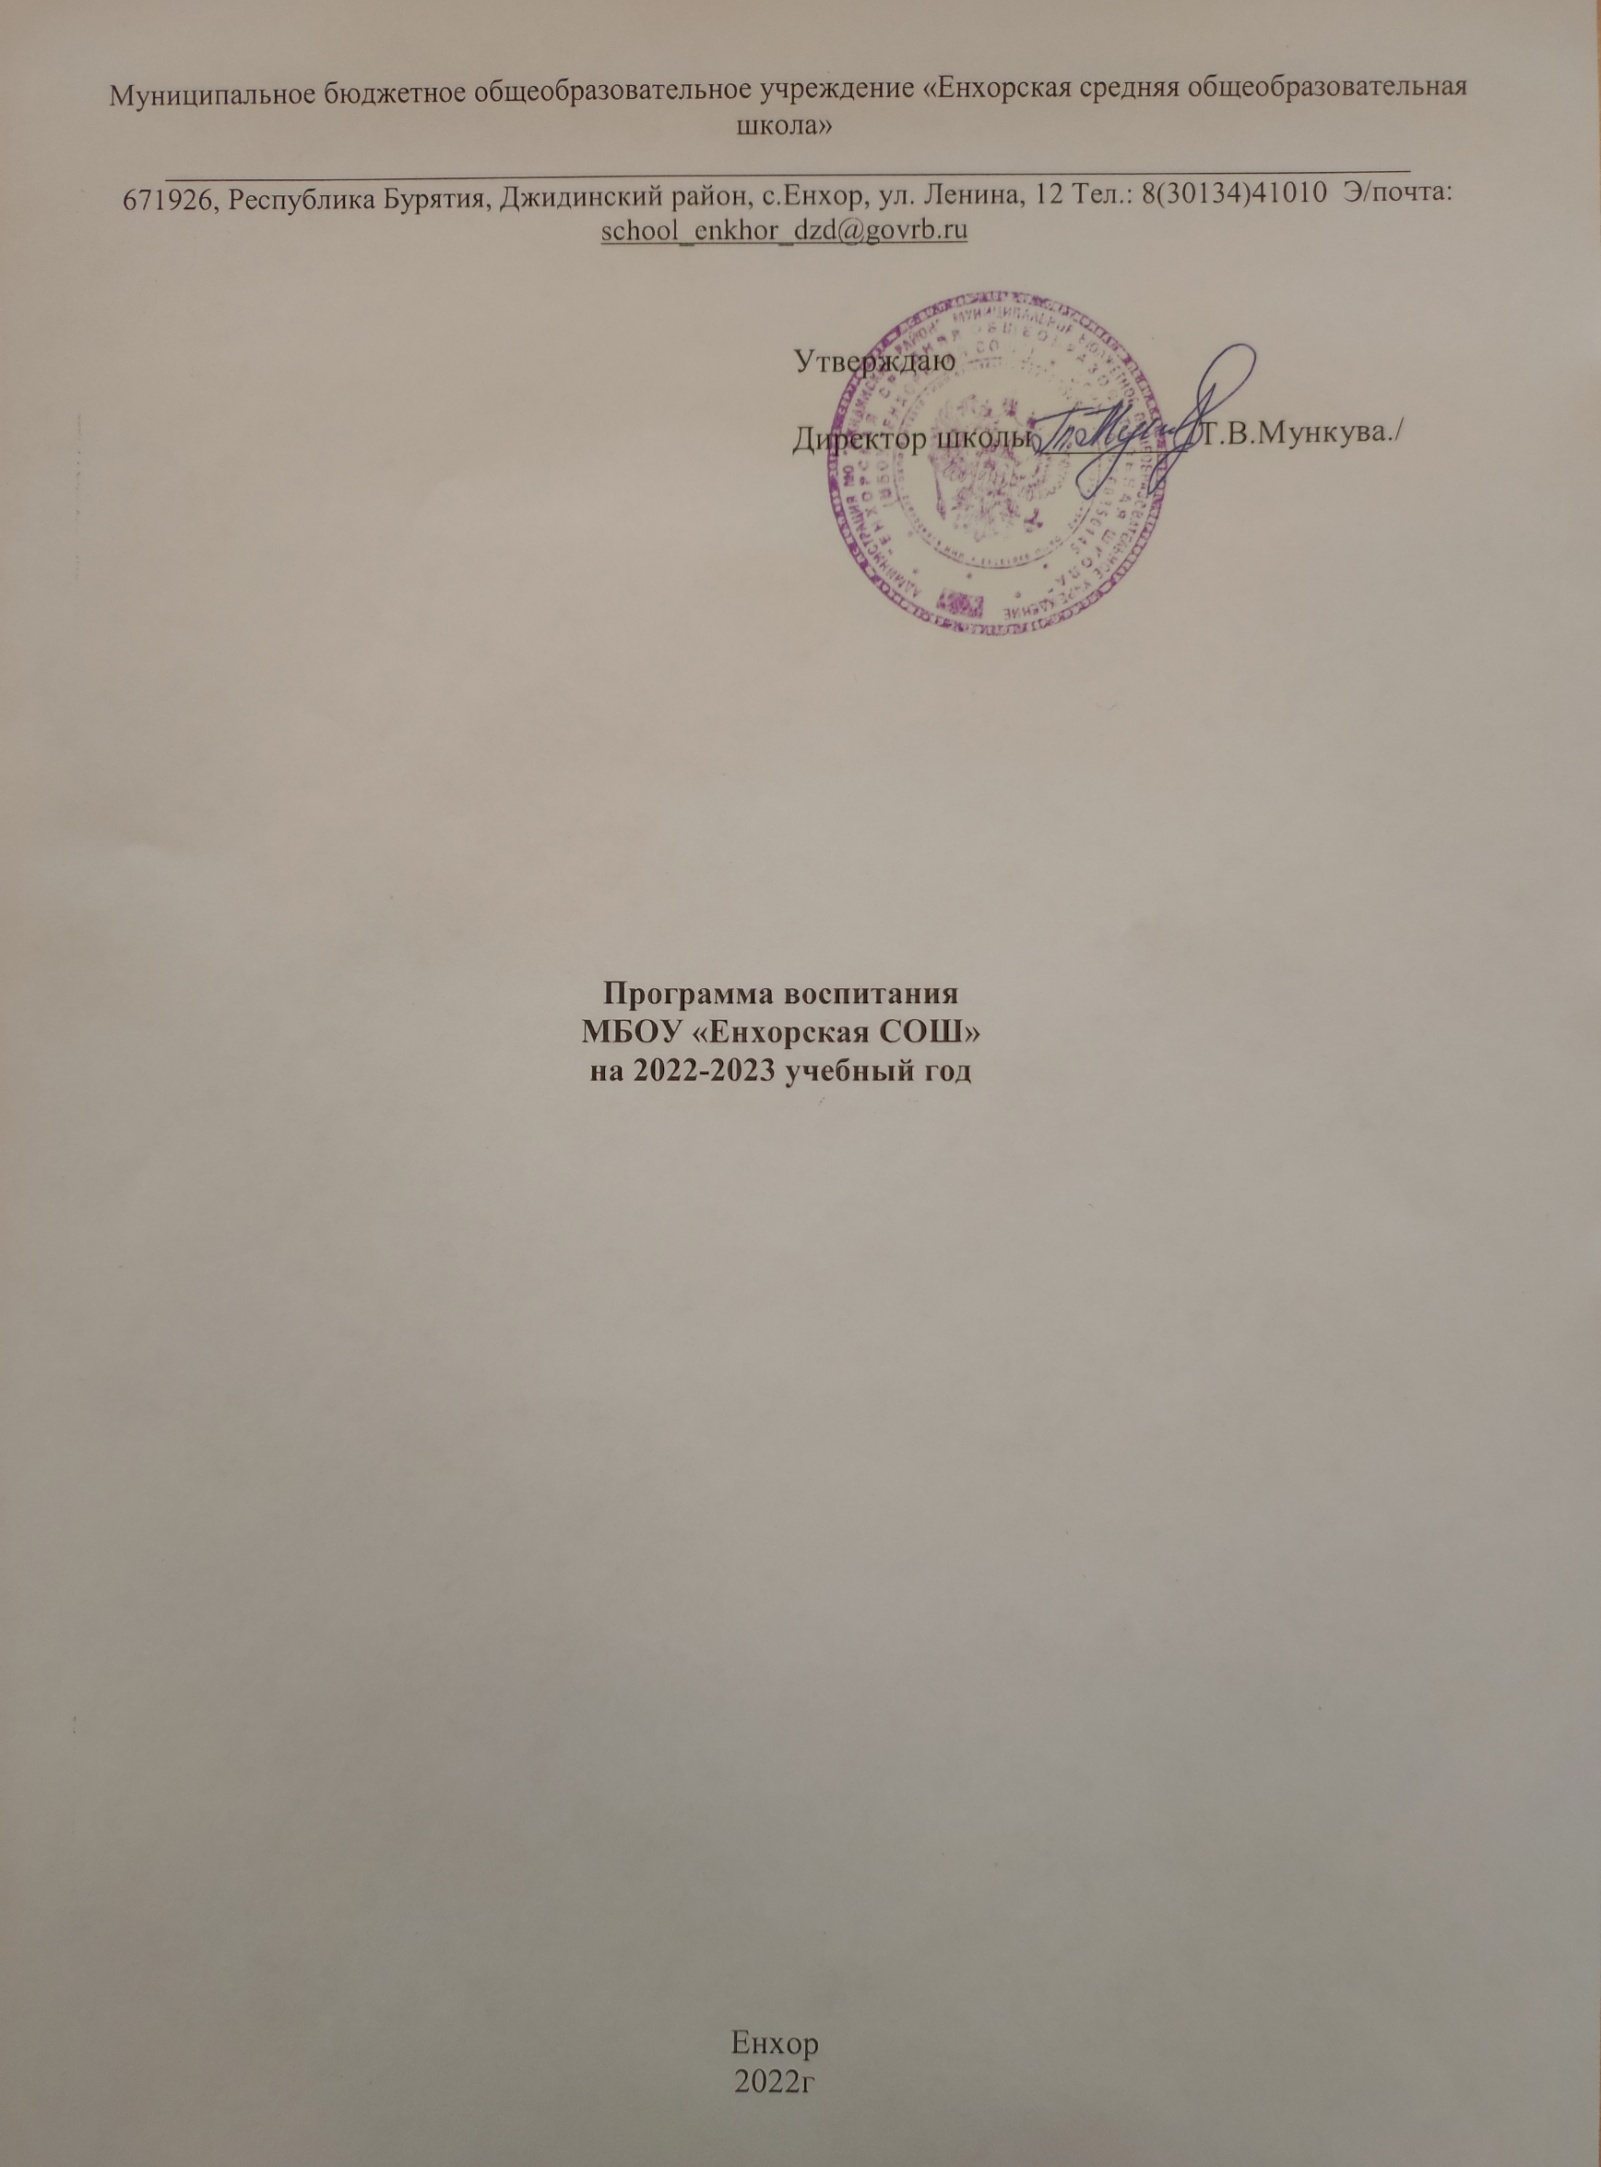 Муниципальное бюджетное общеобразовательное учреждение «Енхорская средняя общеобразовательная
школа»
671926, Республика Бурятия, Джидинский район, с.Енхор, ул. Ленина, 12 Тел.: 8(30134)41010 Э/почта:
school_enkhor_dzd@govrb.ru
Утверждаю
Директор школы Т.В.Мункува./
Программа воспитания
МБОУ «Енхорская СОШ»
на 2022-2023 учебный год
Енхор
2022г